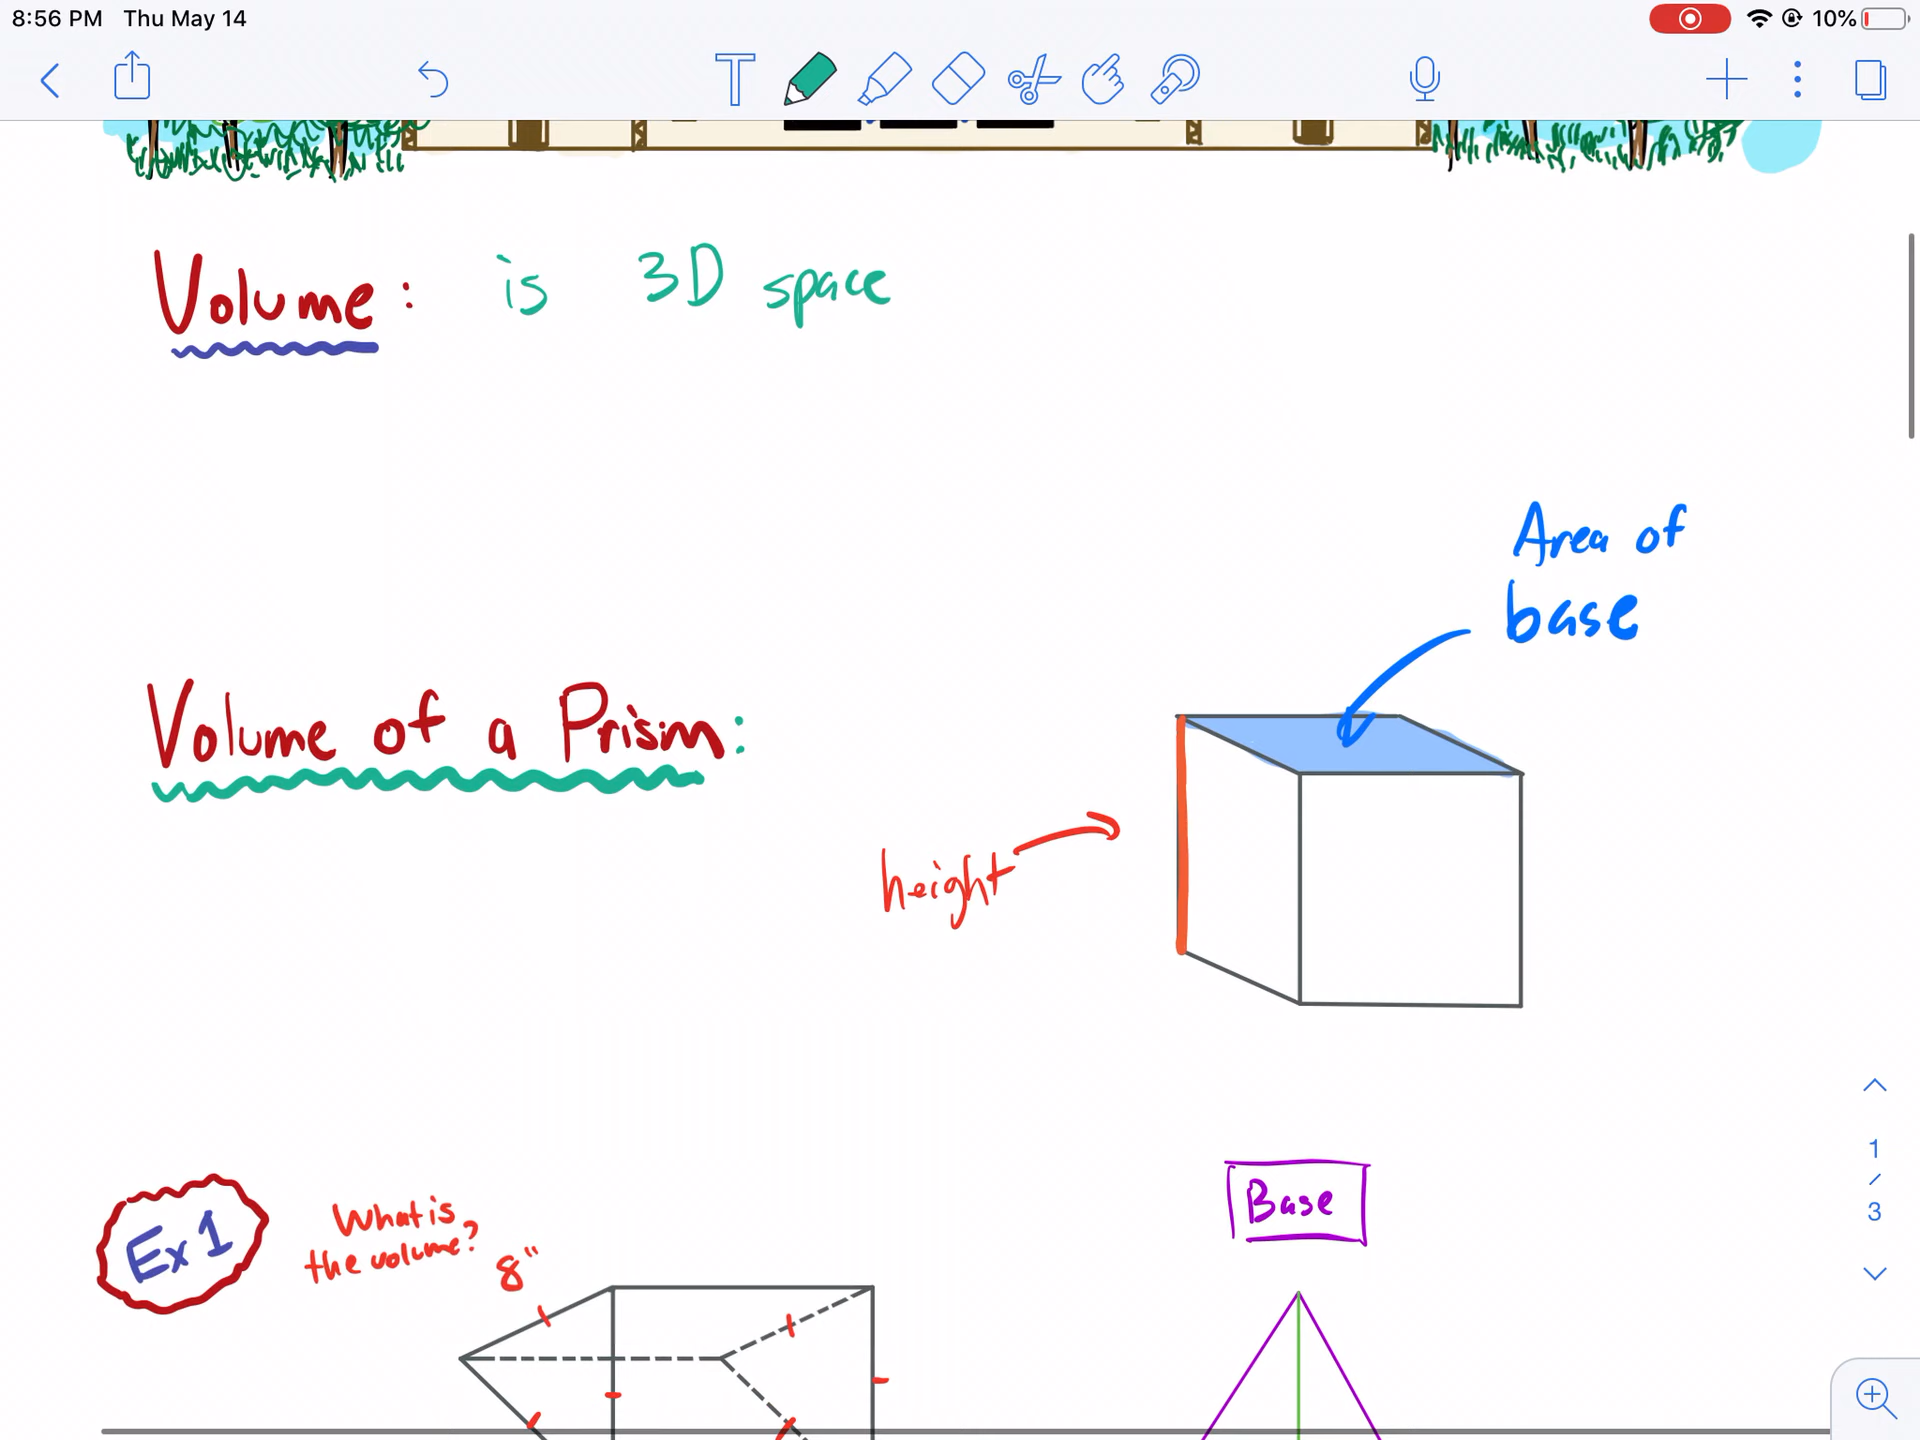 8:56 PM Thu May 14
10%
T
Volume: is 3D space
Area of
base
Volume of a Prism:
height
1
/
3
Base
Ex 1
What is
the volume?
8"